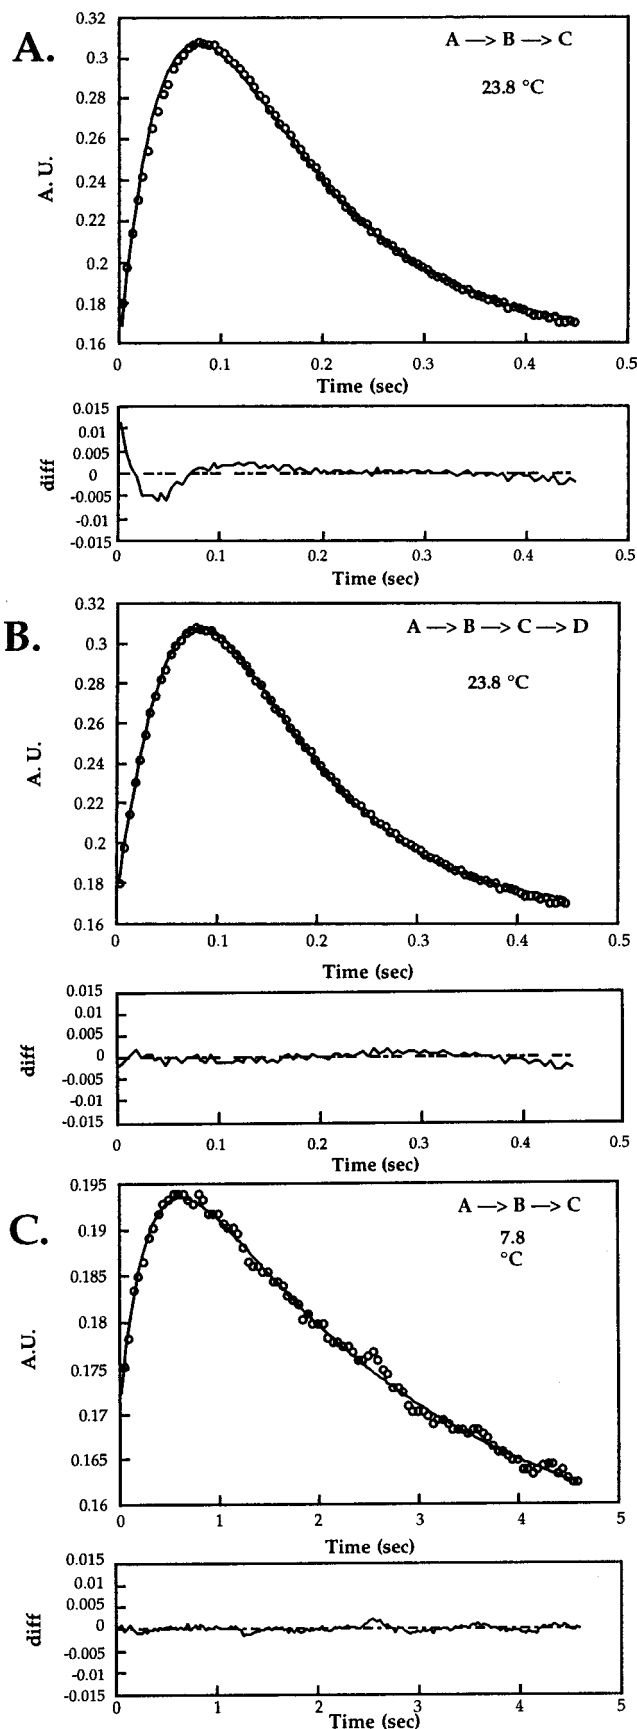 A.
A —> B —> C
23.8 °C
A. U.
0.32
0.3
0.28
0.26
0.24
0.22
0.2
0.18
0.16
0 0.1 0.2 0.3 0.4 0.5
Time (sec)
diff
0.015
0.01
0.005
0
-0.005
-0.01
-0.015
0 0.1 0.2 0.3 0.4 0.5
Time (sec)
B.
A —> B —> C —> D
23.8 °C
A. U.
0.32
0.3
0.28
0.26
0.24
0.22
0.2
0.18
0.16
0 0.1 0.2 0.3 0.4 0.5
Time (sec)
diff
0.015
0.01
0.005
0
-0.005
-0.01
-0.015
0 0.1 0.2 0.3 0.4 0.5
Time (sec)
C.
A —> B —> C
7.8
°C
A.U.
0.195
0.19
0.185
0.18
0.175
0.17
0.165
0.16
0 1 2 3 4 5
Time (sec)
diff
0.015
0.01
0.005
0
-0.005
-0.01
-0.015
0 1 2 3 4 5
Time (sec)